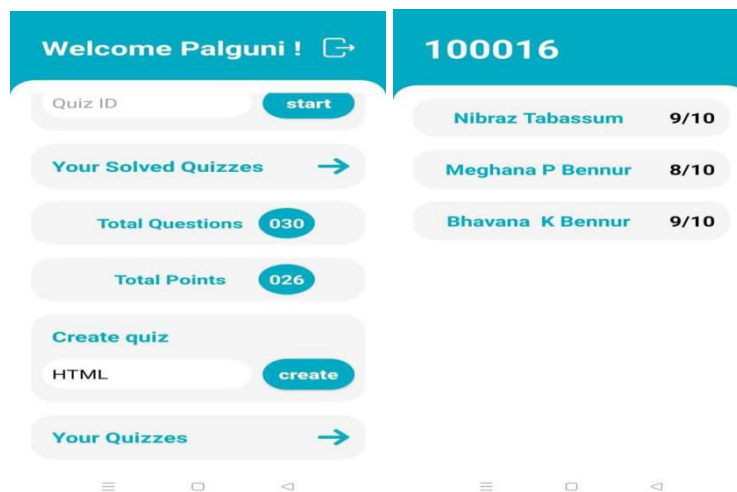 Welcome Palguni !
Quiz ID
start
Your Solved Quizzes
Total Questions 030
Total Points 026
Create quiz
HTML
create
Your Quizzes
100016
Nibraz Tabassum 9/10
Meghana P Bennur 8/10
Bhavana K Bennur 9/10